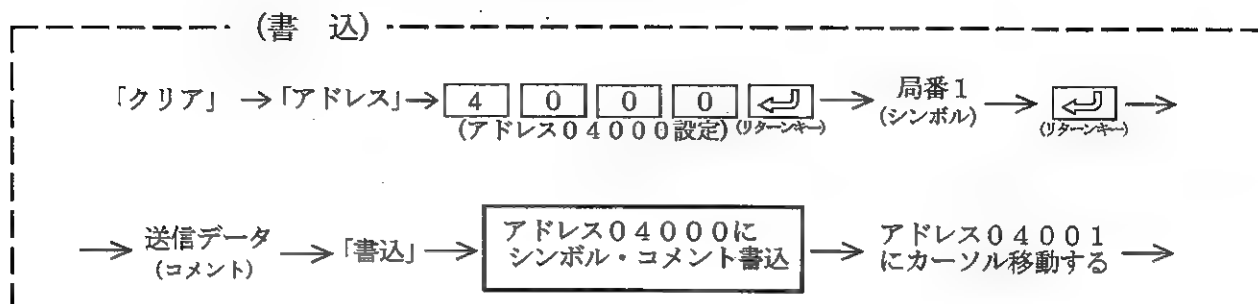 (書 込)
「クリア」 → 「アドレス」 → 4 0 0 0 ↵ → 局番1 → ↵ →
(アドレス04000設定) (リターンキー) (シンボル) (リターンキー)
→ 送信データ → 「書込」 → アドレス04000に → アドレス04001 →
(コメント) シンボル・コメント書込 にカーソル移動する